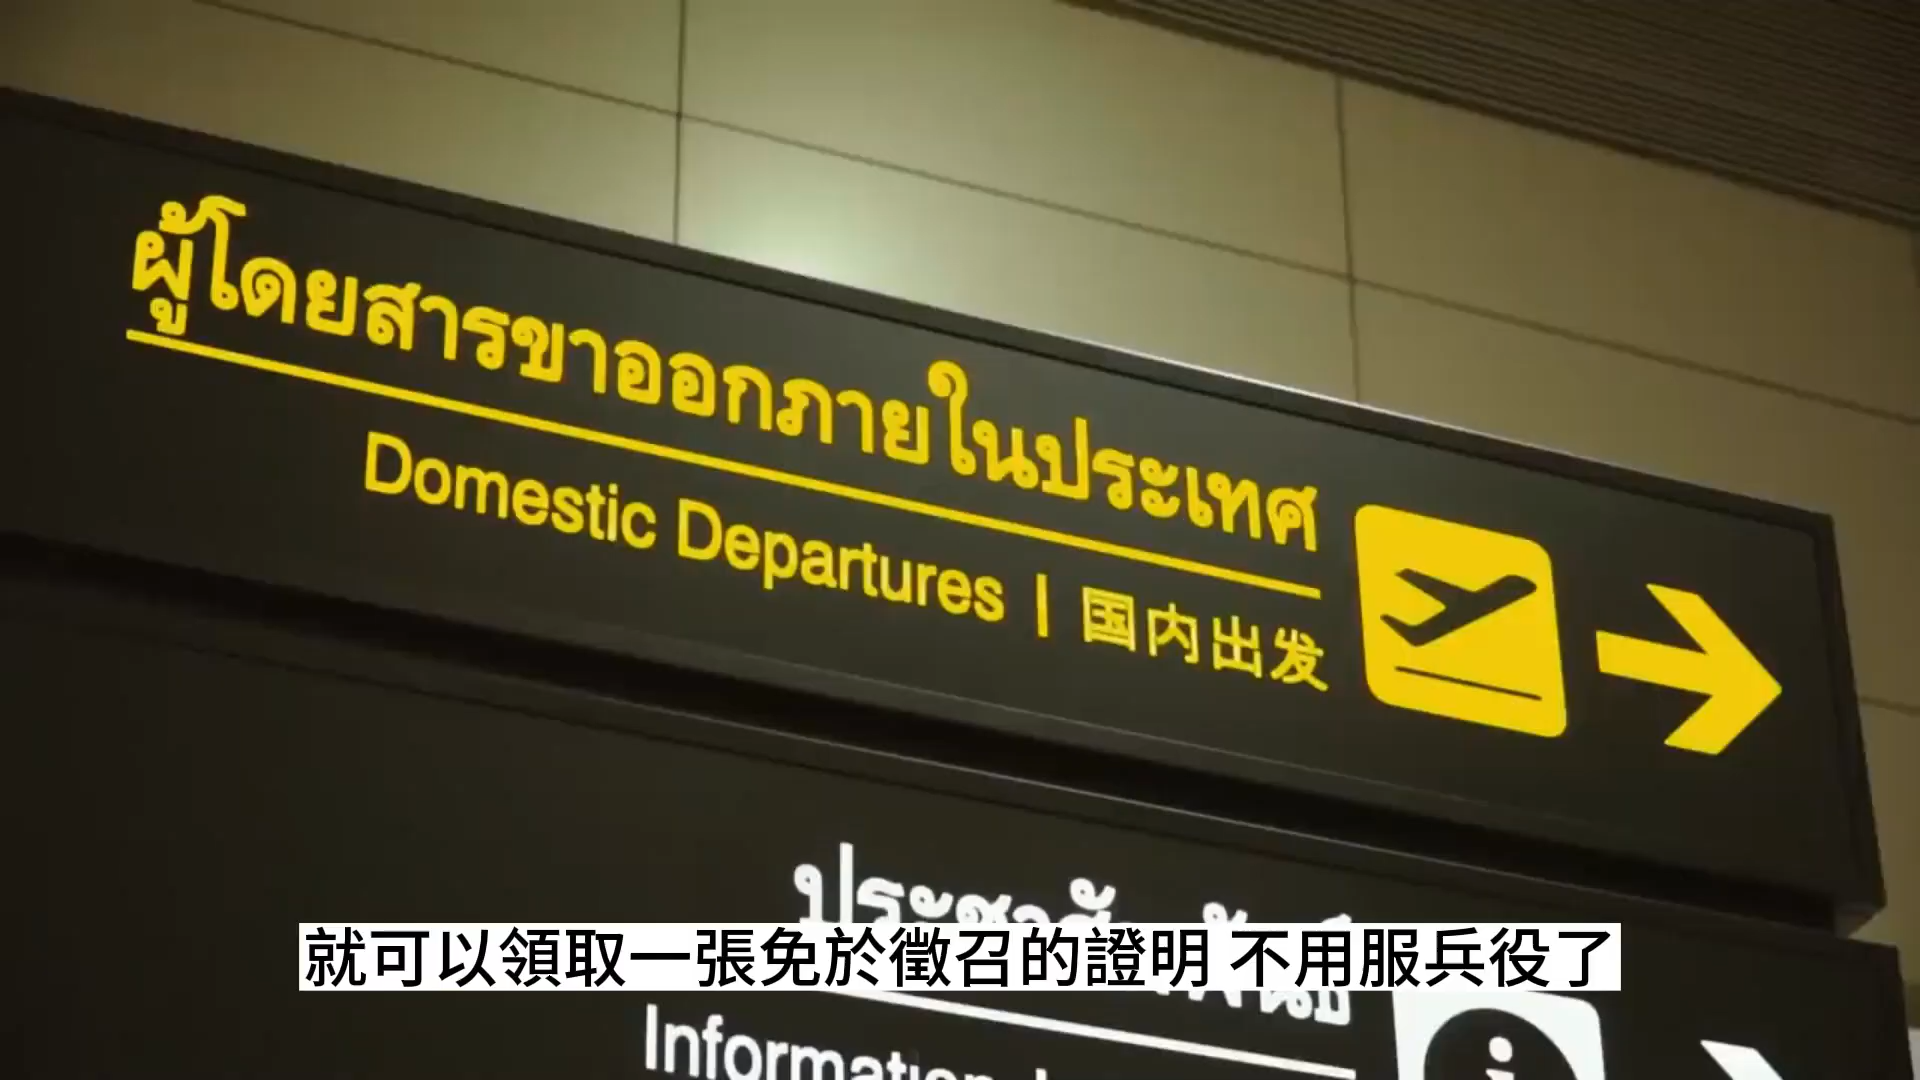 ผู้โดยสารขาออกภายในประเทศ
Domestic Departures | 国内出发
就可以領取一張免於徵召的證明 不用服兵役了
Information